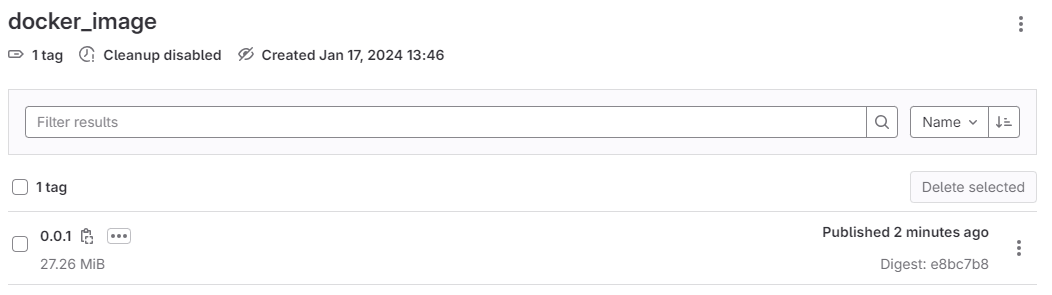 docker_image
1 tag Cleanup disabled Created Jan 17, 2024 13:46
Filter results Name
1 tag Delete selected
0.0.1 Published 2 minutes ago
27.26 MiB Digest: e8bc7b8